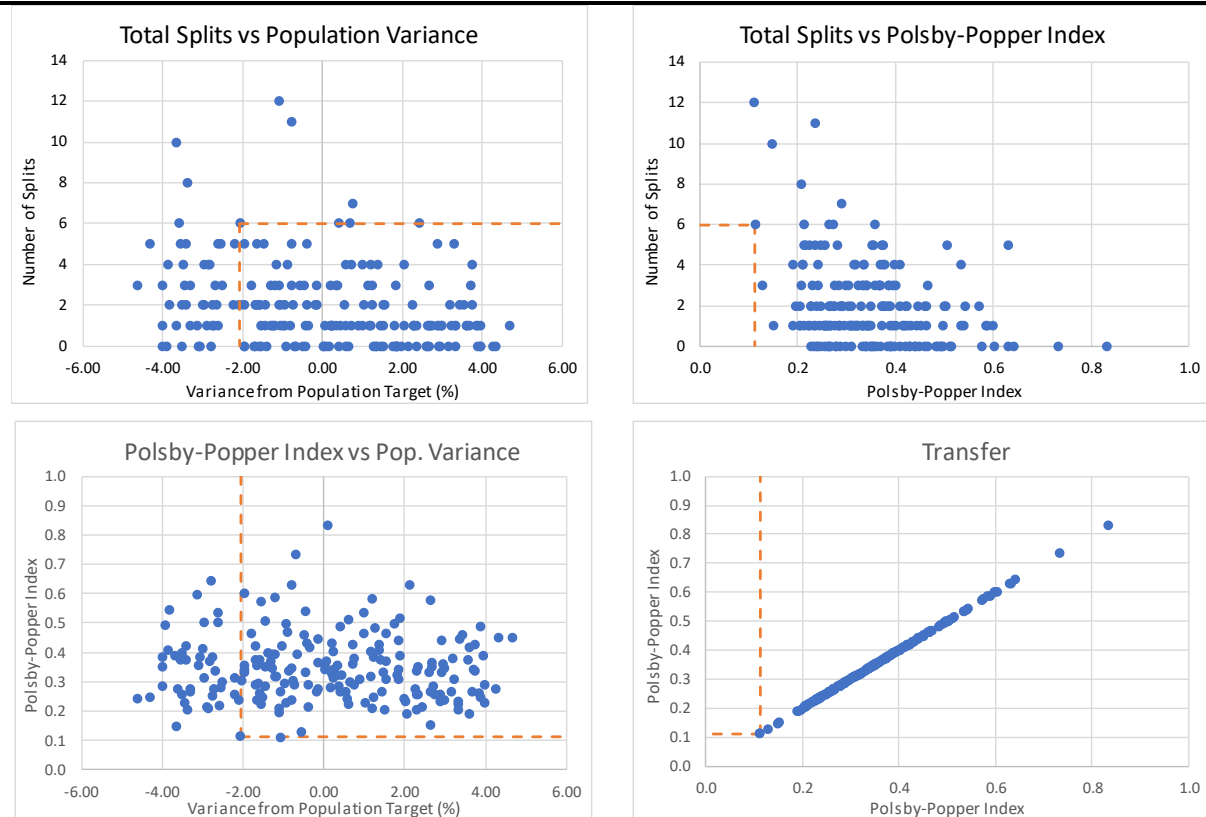 Total Splits vs Population Variance
Number of Splits
14
12
10
8
6
4
2
0
-6.00 -4.00 -2.00 0.00 2.00 4.00 6.00
Variance from Population Target (%)
Total Splits vs Polsby-Popper Index
Number of Splits
14
12
10
8
6
4
2
0
0.0 0.2 0.4 0.6 0.8 1.0
Polsby-Popper Index
Polsby-Popper Index vs Pop. Variance
Polsby-Popper Index
1.0
0.9
0.8
0.7
0.6
0.5
0.4
0.3
0.2
0.1
0.0
-6.00 -4.00 -2.00 0.00 2.00 4.00 6.00
Variance from Population Target (%)
Transfer
Polsby-Popper Index
1.0
0.9
0.8
0.7
0.6
0.5
0.4
0.3
0.2
0.1
0.0
0.0 0.2 0.4 0.6 0.8 1.0
Polsby-Popper Index